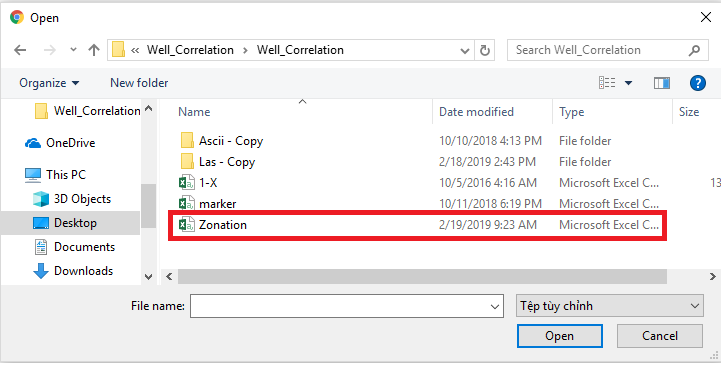 Open
Well_Correlation Well_Correlation Search Well_Correlation
Organize New folder
Well_Correlation
OneDrive
This PC
3D Objects
Desktop
Documents
Downloads
Name Date modified Type Size
Ascii - Copy 10/10/2018 4:13 PM File folder
Las - Copy 2/18/2019 2:43 PM File folder
1-X 10/5/2016 4:16 AM Microsoft Excel C... 13
marker 10/11/2018 6:19 PM Microsoft Excel C...
Zonation 2/19/2019 9:23 AM Microsoft Excel C...
File name: Tệp tùy chỉnh
Open Cancel